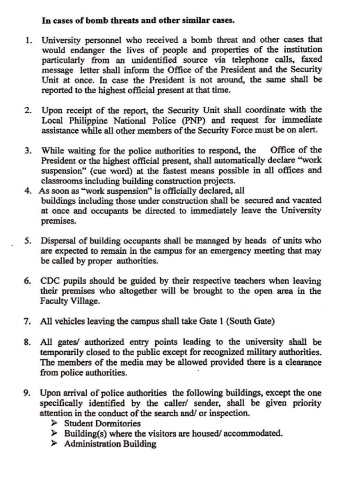 In cases of bomb threats and other similar cases.
1. University personnel who received a bomb threat and other cases that
would endanger the lives of people and properties of the institution
particularly from an unidentified source via telephone calls, faxed
message letter shall inform the Office of the President and the Security
Unit at once. In case the President is not around, the same shall be
reported to the highest official present at that time.
2. Upon receipt of the report, the Security Unit shall coordinate with the
Local Philippine National Police (PNP) and request for immediate
assistance while all other members of the Security Force must be on alert.
3. While waiting for the police authorities to respond, the Office of the
President or the highest official present, shall automatically declare "work
suspension" (cue word) at the fastest means possible in all offices and
classrooms including building construction projects.
4. As soon as "work suspension" is officially declared, all
buildings including those under construction shall be secured and vacated
at once and occupants be directed to immediately leave the University
premises.
5. Dispersal of building occupants shall be managed by heads of units who
are expected to remain in the campus for an emergency meeting that may
be called by proper authorities.
6. CDC pupils should be guided by their respective teachers when leaving
their premises who altogether will be brought to the open area in the
Faculty Village.
7. All vehicles leaving the campus shall take Gate 1 (South Gate)
8. All gates/ authorized entry points leading to the university shall be
temporarily closed to the public except for recognized military authorities.
The members of the media may be allowed provided there is a clearance
from police authorities.
9. Upon arrival of police authorities the following buildings, except the one
specifically identified by the caller/ sender, shall be given priority
attention in the conduct of the search and/ or inspection.
➢ Student Dormitories
➢ Building(s) where the visitors are housed/ accommodated.
➢ Administration Building